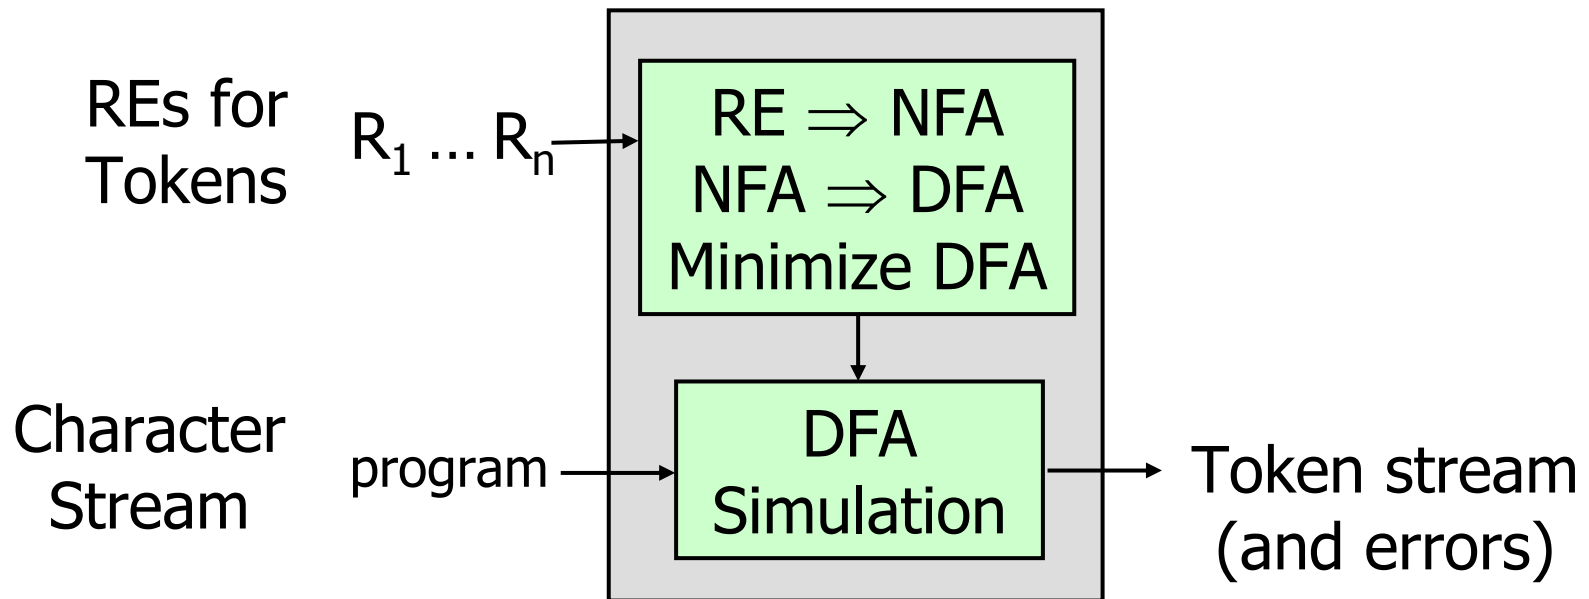 REs for
Tokens
R₁ … Rₙ
RE ⇒ NFA
NFA ⇒ DFA
Minimize DFA
Character
Stream
program
DFA
Simulation
Token stream
(and errors)